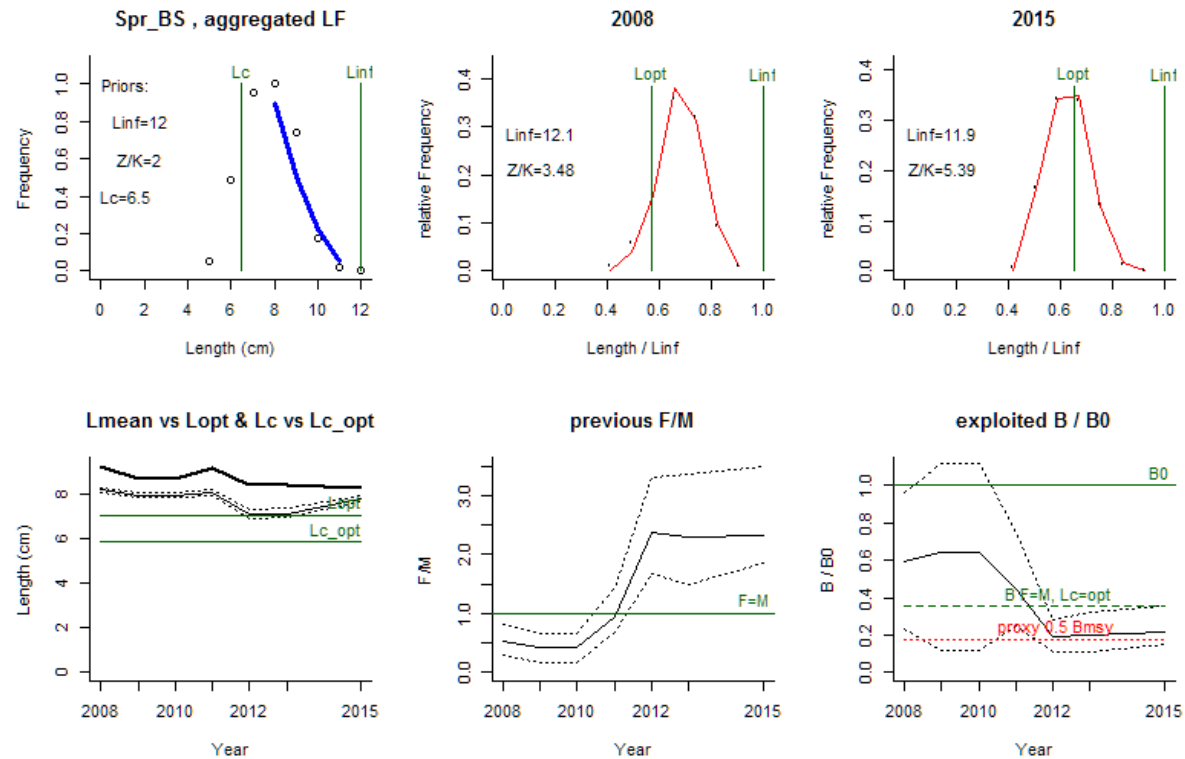 Spr_BS , aggregated LF
Frequency
0.0 0.2 0.4 0.6 0.8 1.0
Priors:
Linf=12
Z/K=2
Lc=6.5
Lc
Linf
0 2 4 6 8 10 12
Length (cm)
2008
relative Frequency
0.0 0.1 0.2 0.3 0.4
Lopt
Linf
Linf=12.1
Z/K=3.48
0.0 0.2 0.4 0.6 0.8 1.0
Length / Linf
2015
relative Frequency
0.0 0.1 0.2 0.3 0.4
Lopt
Linf
Linf=11.9
Z/K=5.39
0.0 0.2 0.4 0.6 0.8 1.0
Length / Linf
Lmean vs Lopt & Lc vs Lc_opt
Length (cm)
0 2 4 6 8
Lopt
Lc_opt
2008 2010 2012 2015
Year
previous F/M
F/M
0.0 1.0 2.0 3.0
F=M
2008 2010 2012 2015
Year
exploited B / B0
B / B0
0.0 0.2 0.4 0.6 0.8 1.0
B0
B F=M, Lc=opt
proxy 0.5 Bmsy
2008 2010 2012 2015
Year